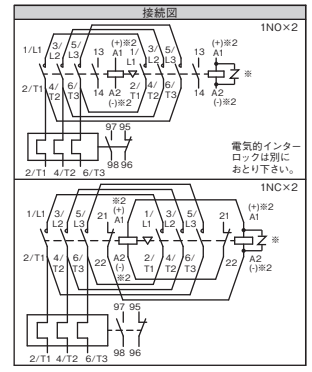 接続図
1NO×2
(+)※2
1/L1 3/ 5/ 13 A1 1/ 3/ 5/ 13 (+)※2
L2 L3 L1 L2 L3 A1
※
2/T1 4/ 6/ 14 A2 2/ 4/ 6/ 14 A2
T2 T3 (-)※2 T1 T2 T3 (-)※2
97 95
98 96
2/T1 4/T2 6/T3
電気的インター
ロックは別に
おとり下さい。
1NC×2
※2
1/L1 3/ 5/ 21 (+) 1/ 3/ 5/ 21 (+)※2
L2 L3 A1 L1 L2 L3 A1
※
2/T1 4/ 6/ 22 A2 2/ 4/ 6/ 22 A2
T2 T3 (-) T1 T2 T3 (-)※2
※2
97 95
98 96
2/T1 4/T2 6/T3